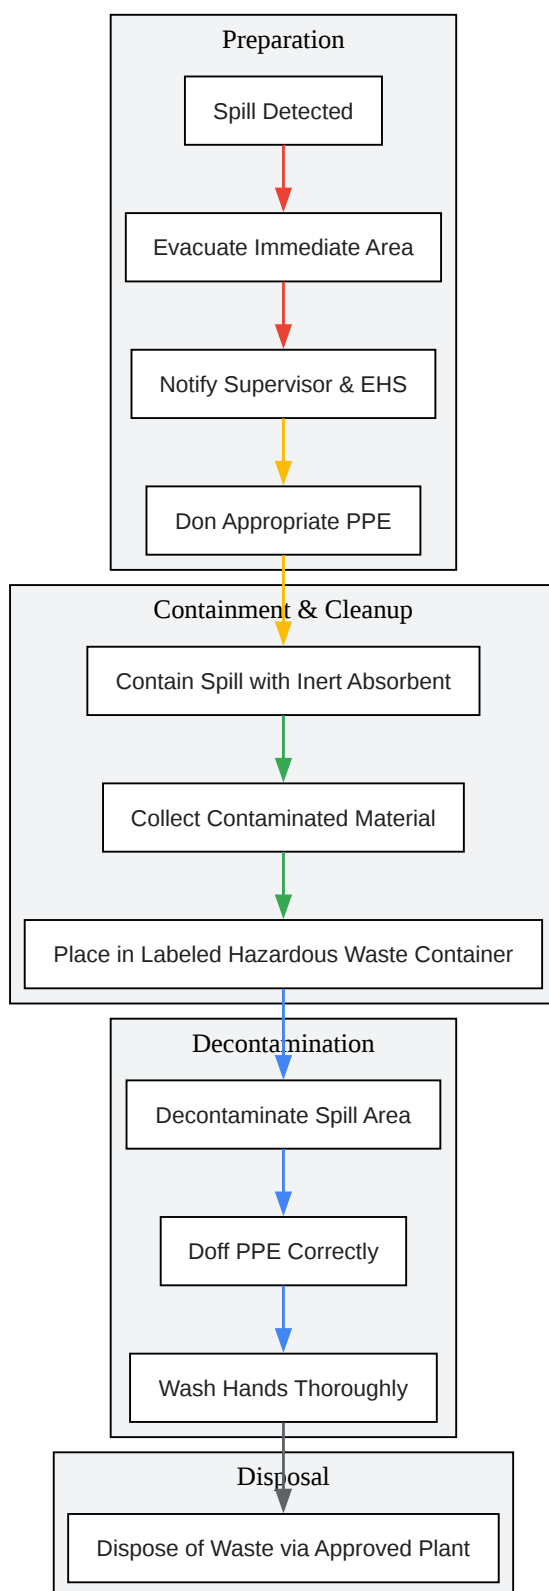 Preparation
Spill Detected
Evacuate Immediate Area
Notify Supervisor & EHS
Don Appropriate PPE
Containment & Cleanup
Contain Spill with Inert Absorbent
Collect Contaminated Material
Place in Labeled Hazardous Waste Container
Decontamination
Decontaminate Spill Area
Doff PPE Correctly
Wash Hands Thoroughly
Disposal
Dispose of Waste via Approved Plant